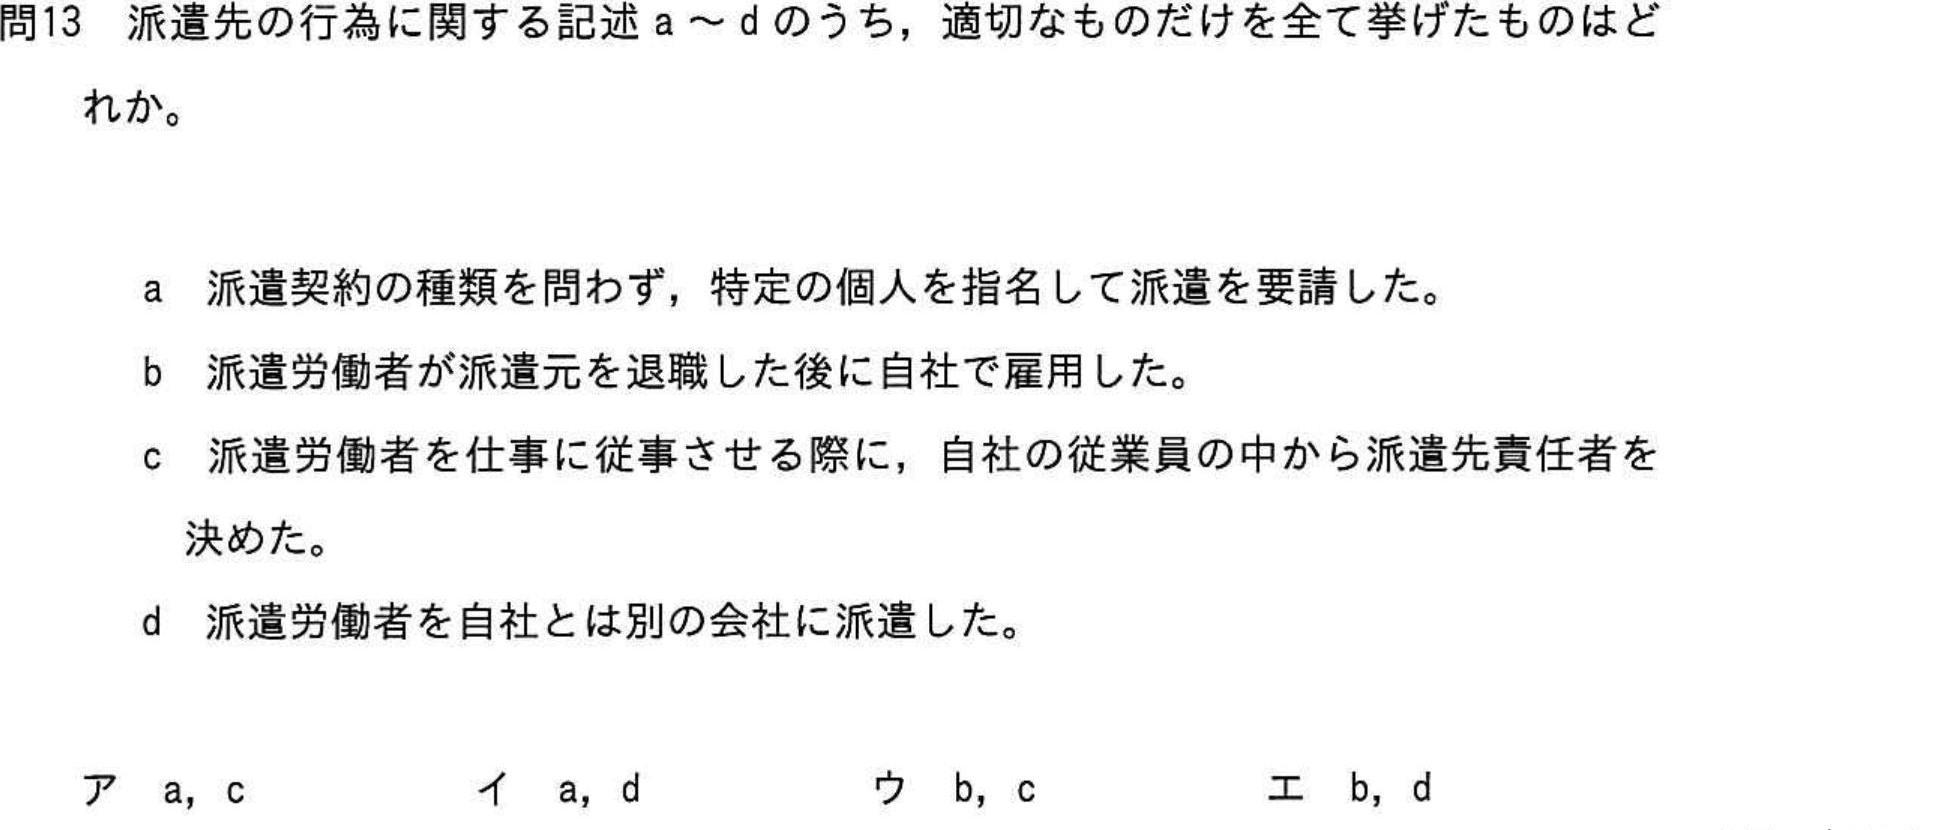 問13 派遣先の行為に関する記述 a ～ d のうち，適切なものだけを全て挙げたものはど
れか。
a 派遣契約の種類を問わず，特定の個人を指名して派遣を要請した。
b 派遣労働者が派遣元を退職した後に自社で雇用した。
c 派遣労働者を仕事に従事させる際に，自社の従業員の中から派遣先責任者を
決めた。
d 派遣労働者を自社とは別の会社に派遣した。
ア a, c イ a, d ウ b, c エ b, d